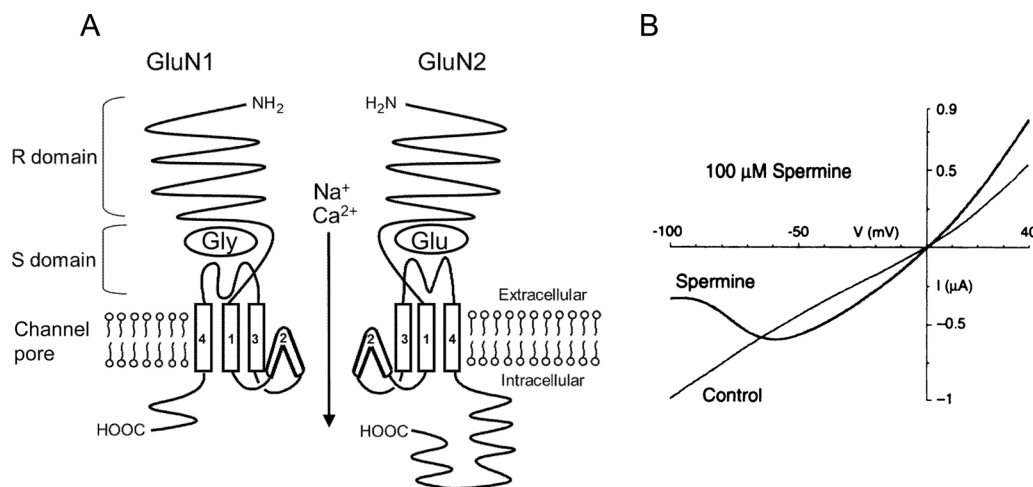 A
B
GluN1
GluN2
NH2
H2N
R domain
Na+
Ca2+
S domain
Gly
Glu
Channel
pore
4
1
3
2
2
3
1
4
Extracellular
Intracellular
HOOC
HOOC
0.9
100 μM Spermine
0.5
-100
-50
V (mV)
40
Spermine
I (μA)
-0.5
Control
-1